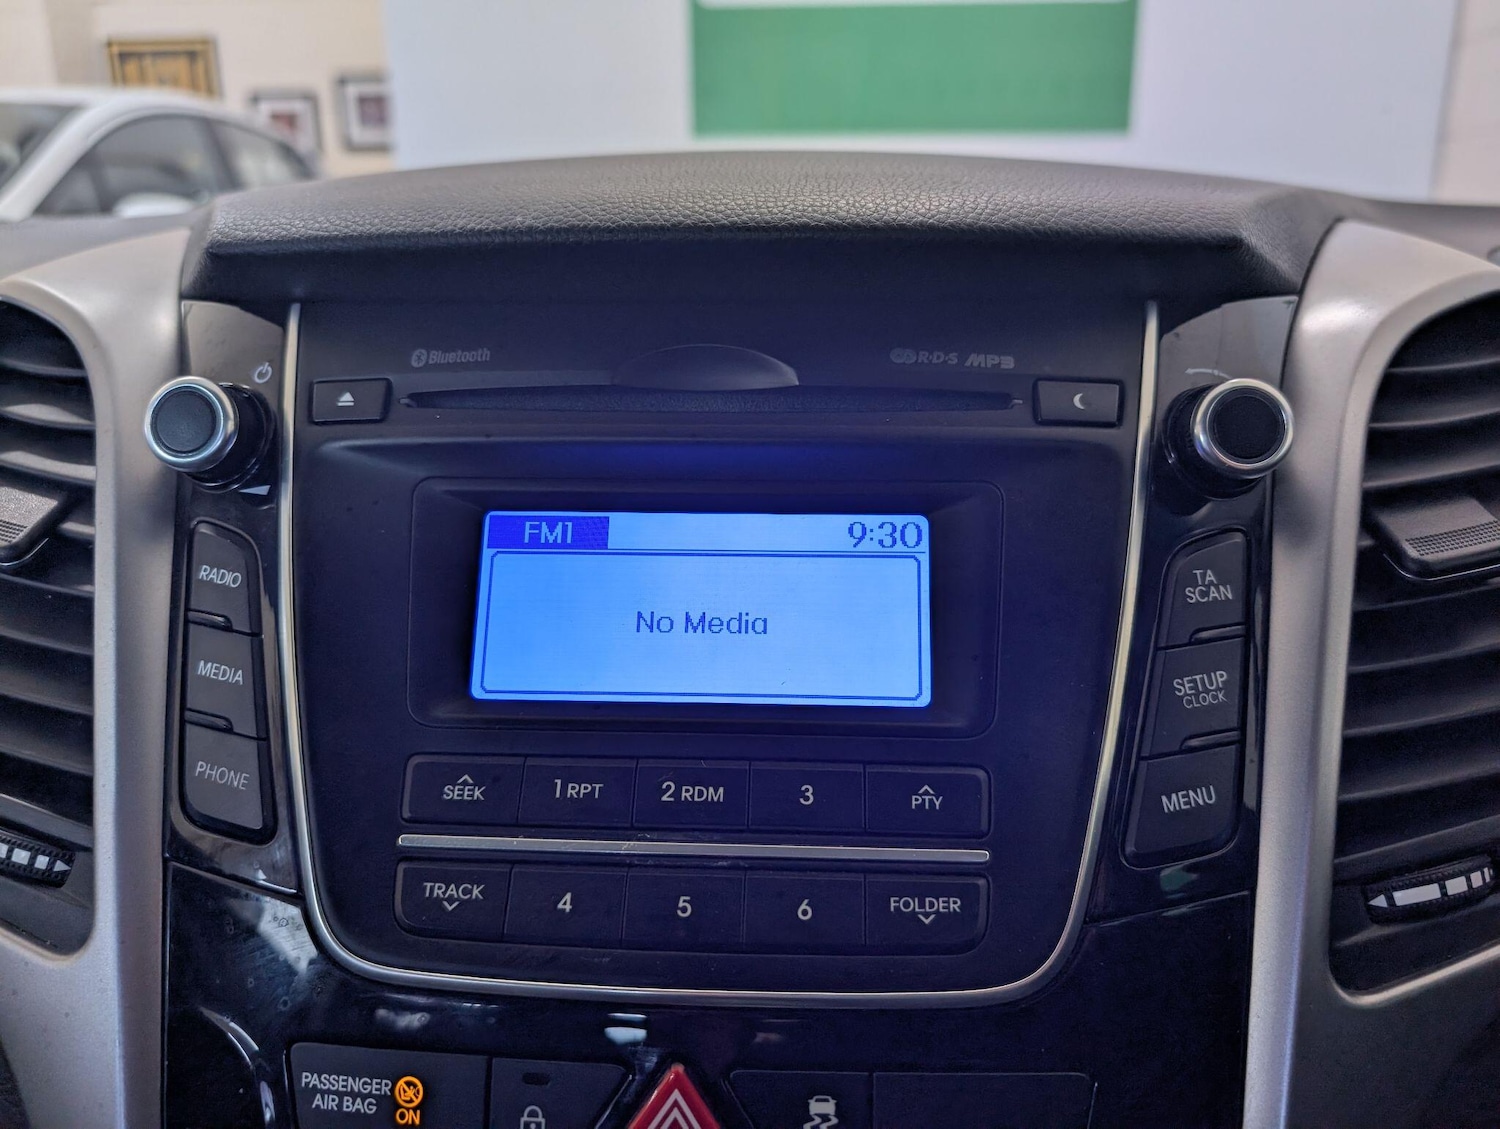 Bluetooth
R·D·S MP3
FM1
9:30
No Media
RADIO
MEDIA
PHONE
TA
SCAN
SETUP
CLOCK
MENU
SEEK
1 RPT
2 RDM
3
PTY
TRACK
4
5
6
FOLDER
PASSENGER
AIR BAG
ON